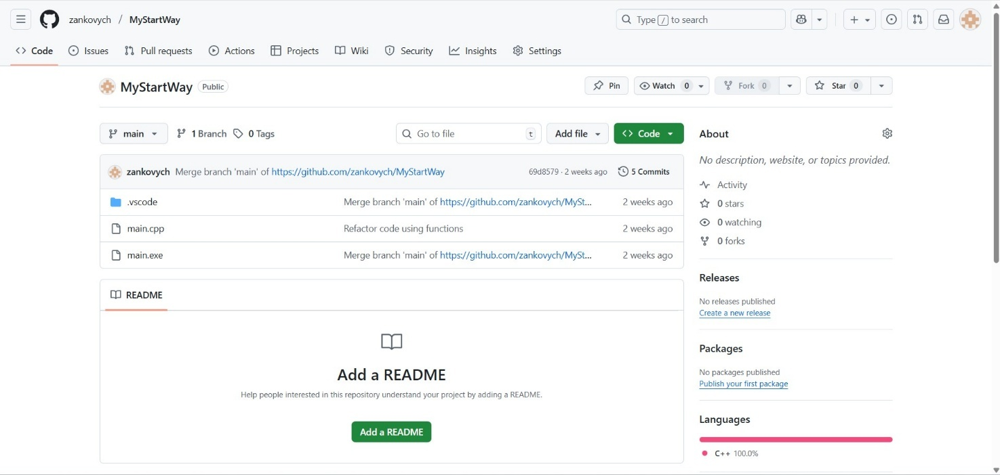 zankovych / MyStartWay
Type / to search
Code Issues Pull requests Actions Projects Wiki Security Insights Settings
MyStartWay Public
Pin Watch 0 Fork 0 Star 0
main 1 Branch 0 Tags
Go to file t Add file Code
zankovych Merge branch 'main' of https://github.com/zankovych/MyStartWay 69d8579 · 2 weeks ago 5 Commits
.vscode Merge branch 'main' of https://github.com/zankovych/MySt... 2 weeks ago
main.cpp Refactor code using functions 2 weeks ago
main.exe Merge branch 'main' of https://github.com/zankovych/MySt... 2 weeks ago
README
Add a README
Help people interested in this repository understand your project by adding a README.
Add a README
About
No description, website, or topics provided.
Activity
0 stars
0 watching
0 forks
Releases
No releases published
Create a new release
Packages
No packages published
Publish your first package
Languages
C++ 100.0%